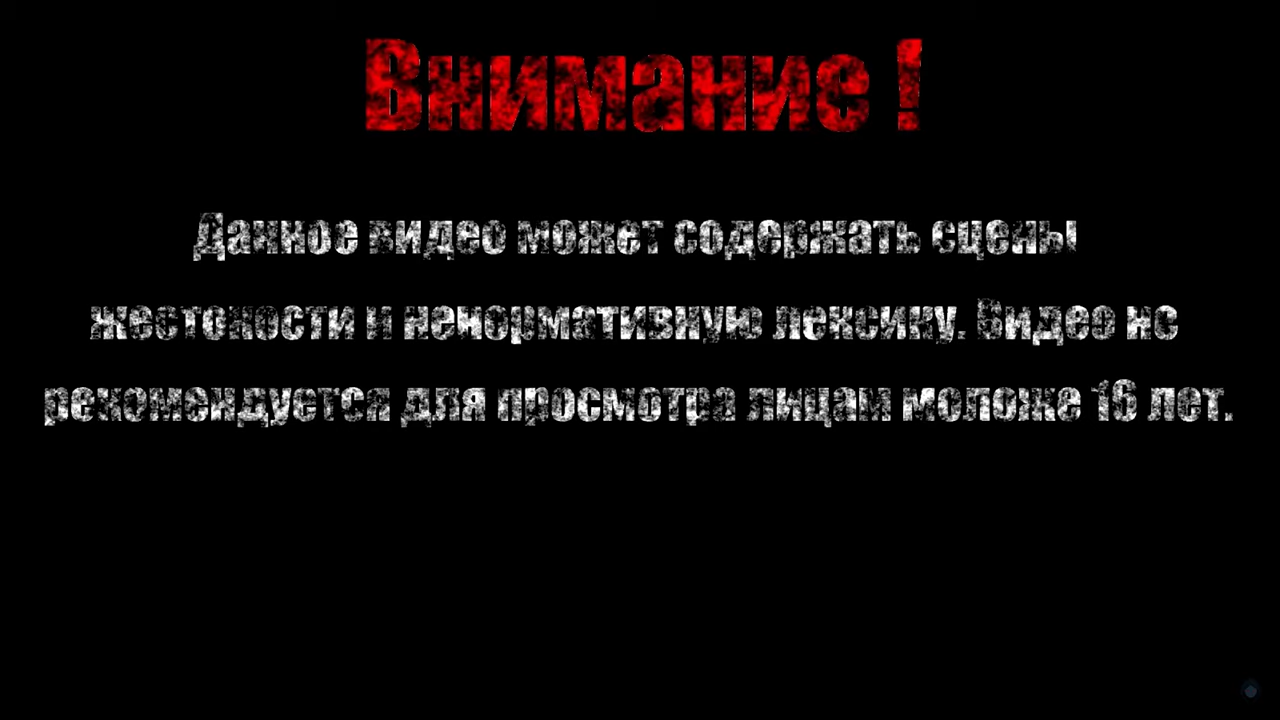 Внимание !
Данное видео может содержать сцены
жестокости и ненормативную лексику. Видео не
рекомендуется для просмотра лицам моложе 16 лет.